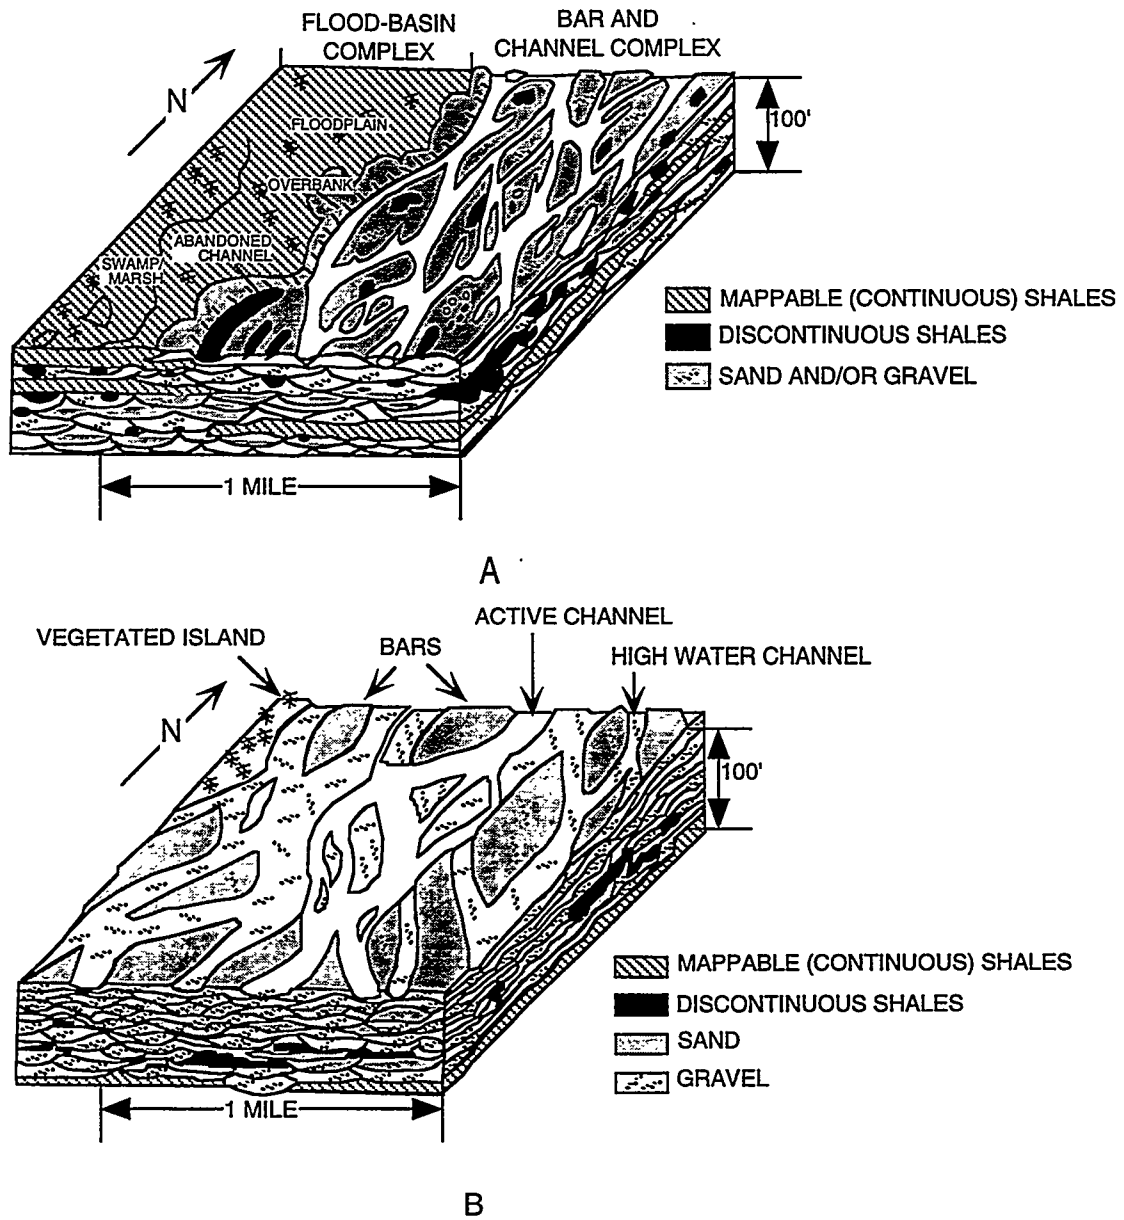 FLOOD-BASIN
COMPLEX
BAR AND
CHANNEL COMPLEX
N
FLOODPLAIN
OVERBANK
ABANDONED
CHANNEL
SWAMP/
MARSH
100'
MAPPABLE (CONTINUOUS) SHALES
DISCONTINUOUS SHALES
SAND AND/OR GRAVEL
1 MILE
A
VEGETATED ISLAND
BARS
ACTIVE CHANNEL
HIGH WATER CHANNEL
N
100'
MAPPABLE (CONTINUOUS) SHALES
DISCONTINUOUS SHALES
SAND
GRAVEL
1 MILE
B